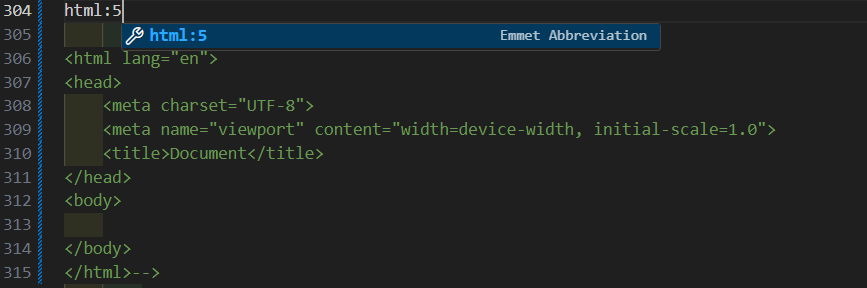 304 html:5
305 html:5 Emmet Abbreviation
306 <html lang="en">
307 <head>
308 <meta charset="UTF-8">
309 <meta name="viewport" content="width=device-width, initial-scale=1.0">
310 <title>Document</title>
311 </head>
312 <body>
313
314 </body>
315 </html>-->